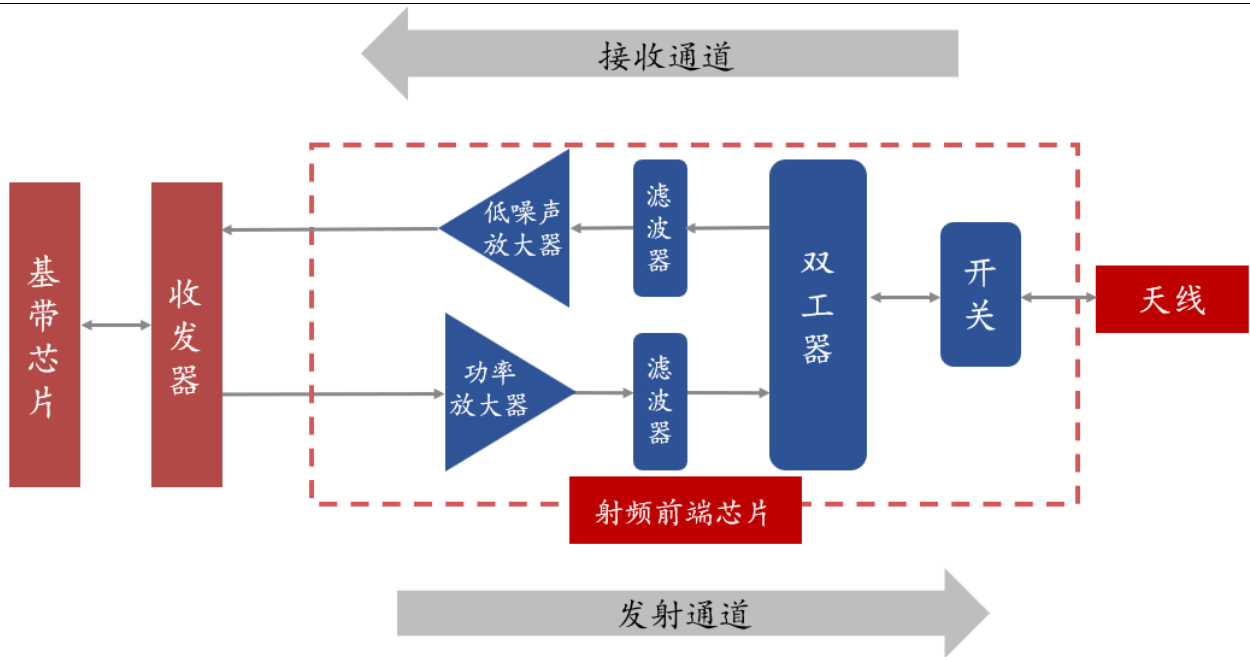 接收通道
低噪声
放大器
滤
波
器
双
工
器
开
关
天线
基
带
芯
片
收
发
器
功率
放大器
滤
波
器
射频前端芯片
发射通道